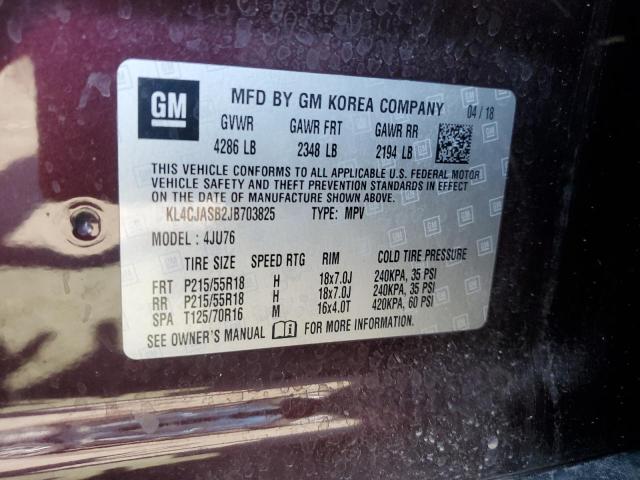 GM
MFD BY GM KOREA COMPANY 04 / 18
GVWR GAWR FRT GAWR RR
4286 LB 2348 LB 2194 LB
THIS VEHICLE CONFORMS TO ALL APPLICABLE U.S. FEDERAL MOTOR
VEHICLE SAFETY AND THEFT PREVENTION STANDARDS IN EFFECT
ON THE DATE OF MANUFACTURE SHOWN ABOVE.
KL4CJASB2JB703825 TYPE: MPV
MODEL: 4JU76
TIRE SIZE SPEED RTG RIM COLD TIRE PRESSURE
FRT P215/55R18 H 18x7.0J 240KPA, 35 PSI
RR P215/55R18 H 18x7.0J 240KPA, 35 PSI
SPA T125/70R16 M 16x4.0T 420KPA, 60 PSI
SEE OWNER'S MANUAL FOR MORE INFORMATION.